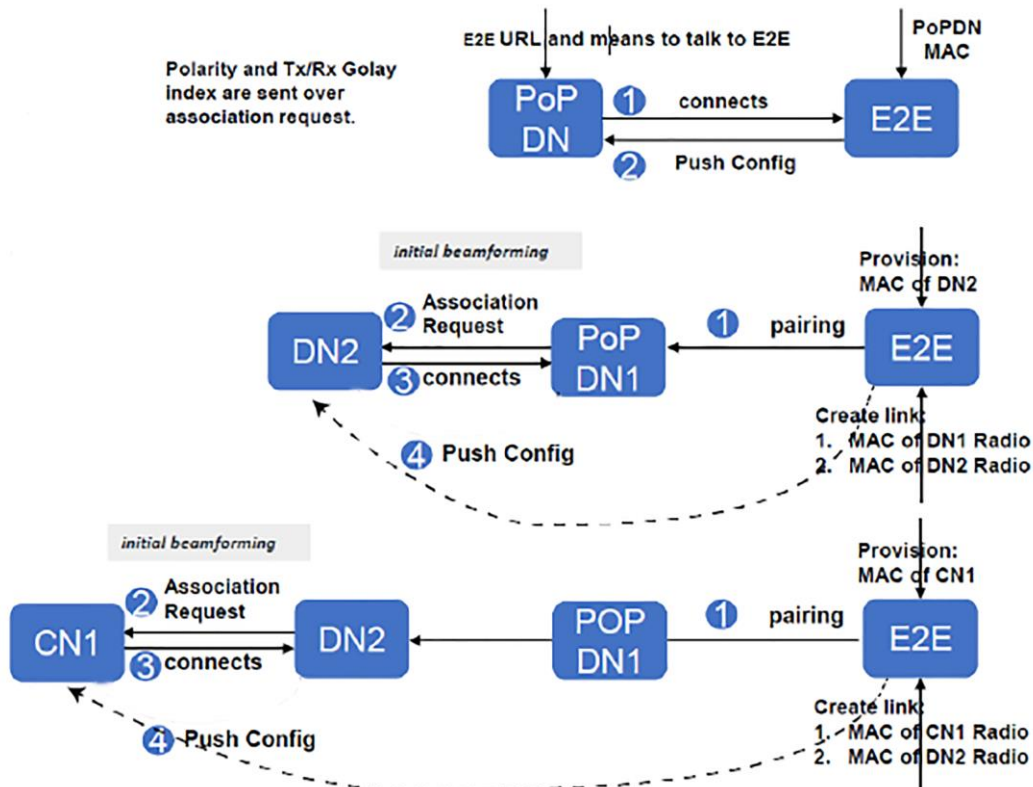 E2E URL and means to talk to E2E
PoPDN
MAC
Polarity and Tx/Rx Golay
index are sent over
association request.
PoP
DN
1
connects
E2E
2
Push Config
initial beamforming
Provision:
MAC of DN2
2
Association
Request
1
pairing
DN2
PoP
DN1
E2E
3
connects
4
Push Config
Create link:
1. MAC of DN1 Radio
2. MAC of DN2 Radio
initial beamforming
Provision:
MAC of CN1
2
Association
Request
1
pairing
CN1
DN2
POP
DN1
E2E
3
connects
4
Push Config
Create link:
1. MAC of CN1 Radio
2. MAC of DN2 Radio